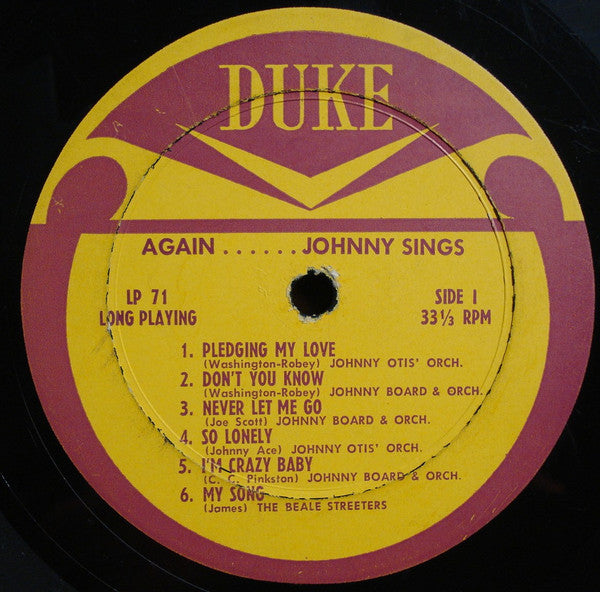 DUKE
AGAIN ...... JOHNNY SINGS
LP 71 SIDE 1
LONG PLAYING 33⅓ RPM
1. PLEDGING MY LOVE
(Washington-Robey) JOHNNY OTIS' ORCH.
2. DON'T YOU KNOW
(Washington-Robey) JOHNNY BOARD & ORCH.
3. NEVER LET ME GO
(Joe Scott) JOHNNY BOARD & ORCH.
4. SO LONELY
(Johnny Ace) JOHNNY OTIS' ORCH.
5. I'M CRAZY BABY
(C. C. Pinkston) JOHNNY BOARD & ORCH.
6. MY SONG
(James) THE BEALE STREETERS